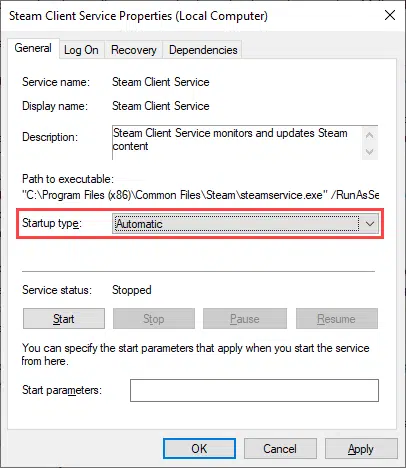 Steam Client Service Properties (Local Computer)
General Log On Recovery Dependencies
Service name: Steam Client Service
Display name: Steam Client Service
Description: Steam Client Service monitors and updates Steam
content
Path to executable:
"C:\Program Files (x86)\Common Files\Steam\steamservice.exe" /RunAsSe
Startup type: Automatic
Service status: Stopped
Start Stop Pause Resume
You can specify the start parameters that apply when you start the service
from here.
Start parameters:
OK Cancel Apply